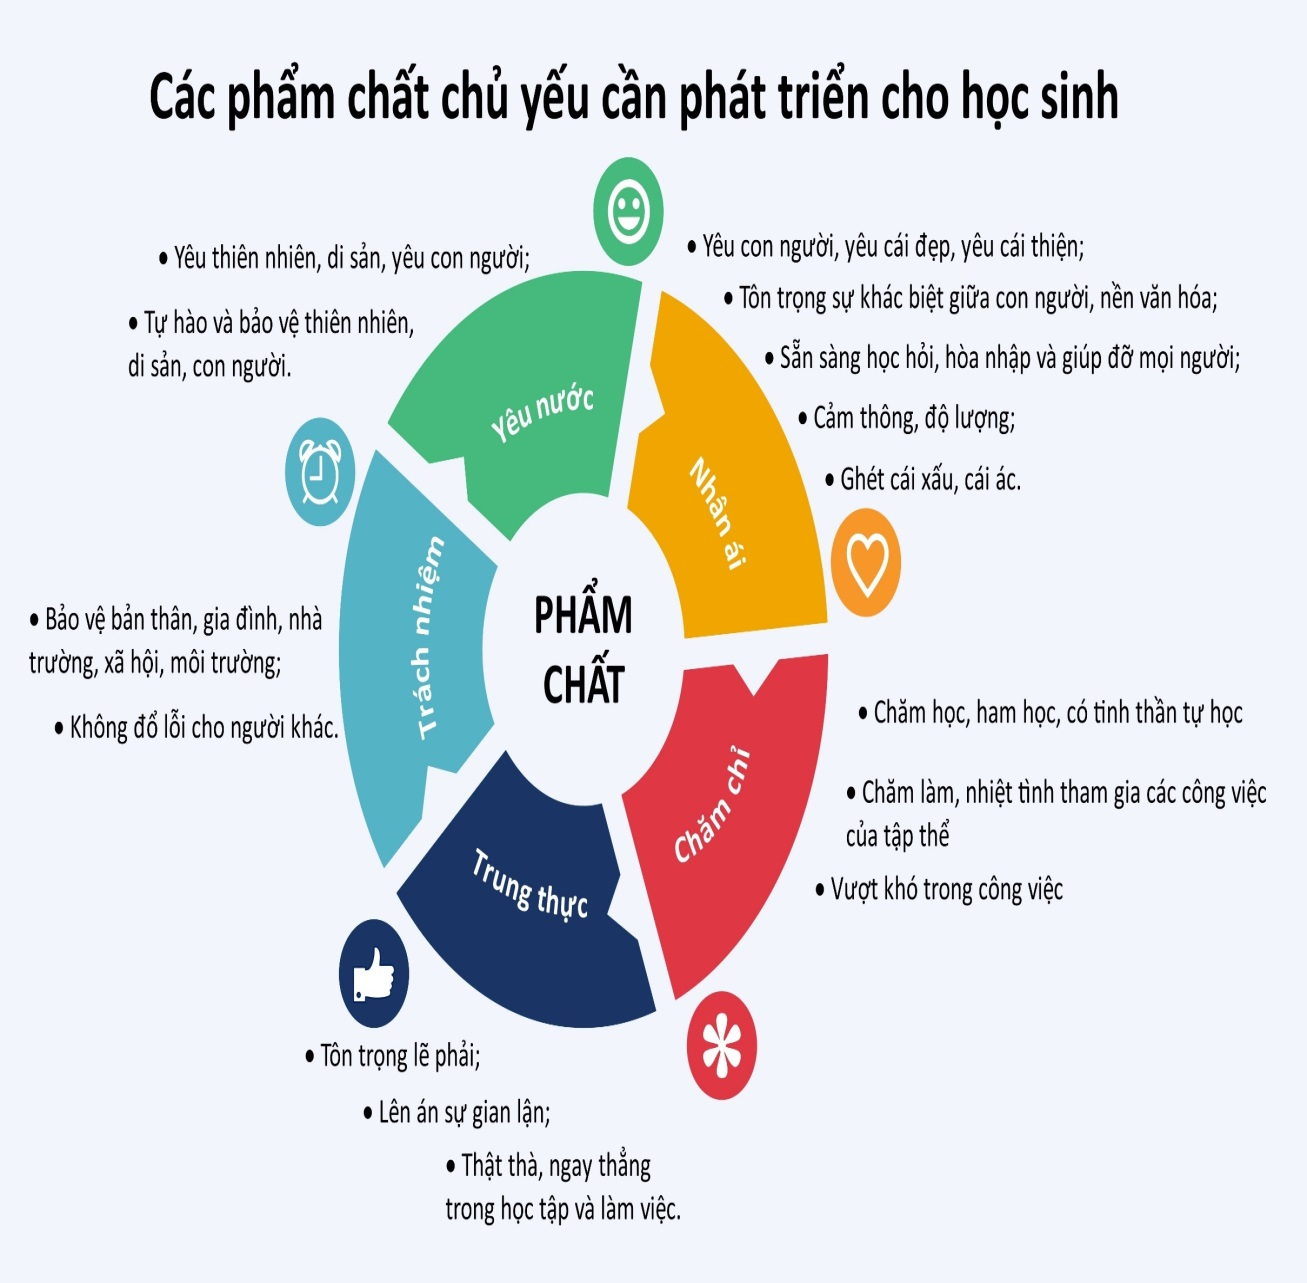 Các phẩm chất chủ yếu cần phát triển cho học sinh
• Yêu thiên nhiên, di sản, yêu con người;
• Tự hào và bảo vệ thiên nhiên,
di sản, con người.
Yêu nước
• Yêu con người, yêu cái đẹp, yêu cái thiện;
• Tôn trọng sự khác biệt giữa con người, nền văn hóa;
• Sẵn sàng học hỏi, hòa nhập và giúp đỡ mọi người;
• Cảm thông, độ lượng;
• Ghét cái xấu, cái ác.
Nhân ái
PHẨM
CHẤT
Trách nhiệm
• Bảo vệ bản thân, gia đình, nhà
trường, xã hội, môi trường;
• Không đổ lỗi cho người khác.
Chăm chỉ
• Chăm học, ham học, có tinh thần tự học
• Chăm làm, nhiệt tình tham gia các công việc
của tập thể
• Vượt khó trong công việc
Trung thực
• Tôn trọng lẽ phải;
• Lên án sự gian lận;
• Thật thà, ngay thẳng
trong học tập và làm việc.